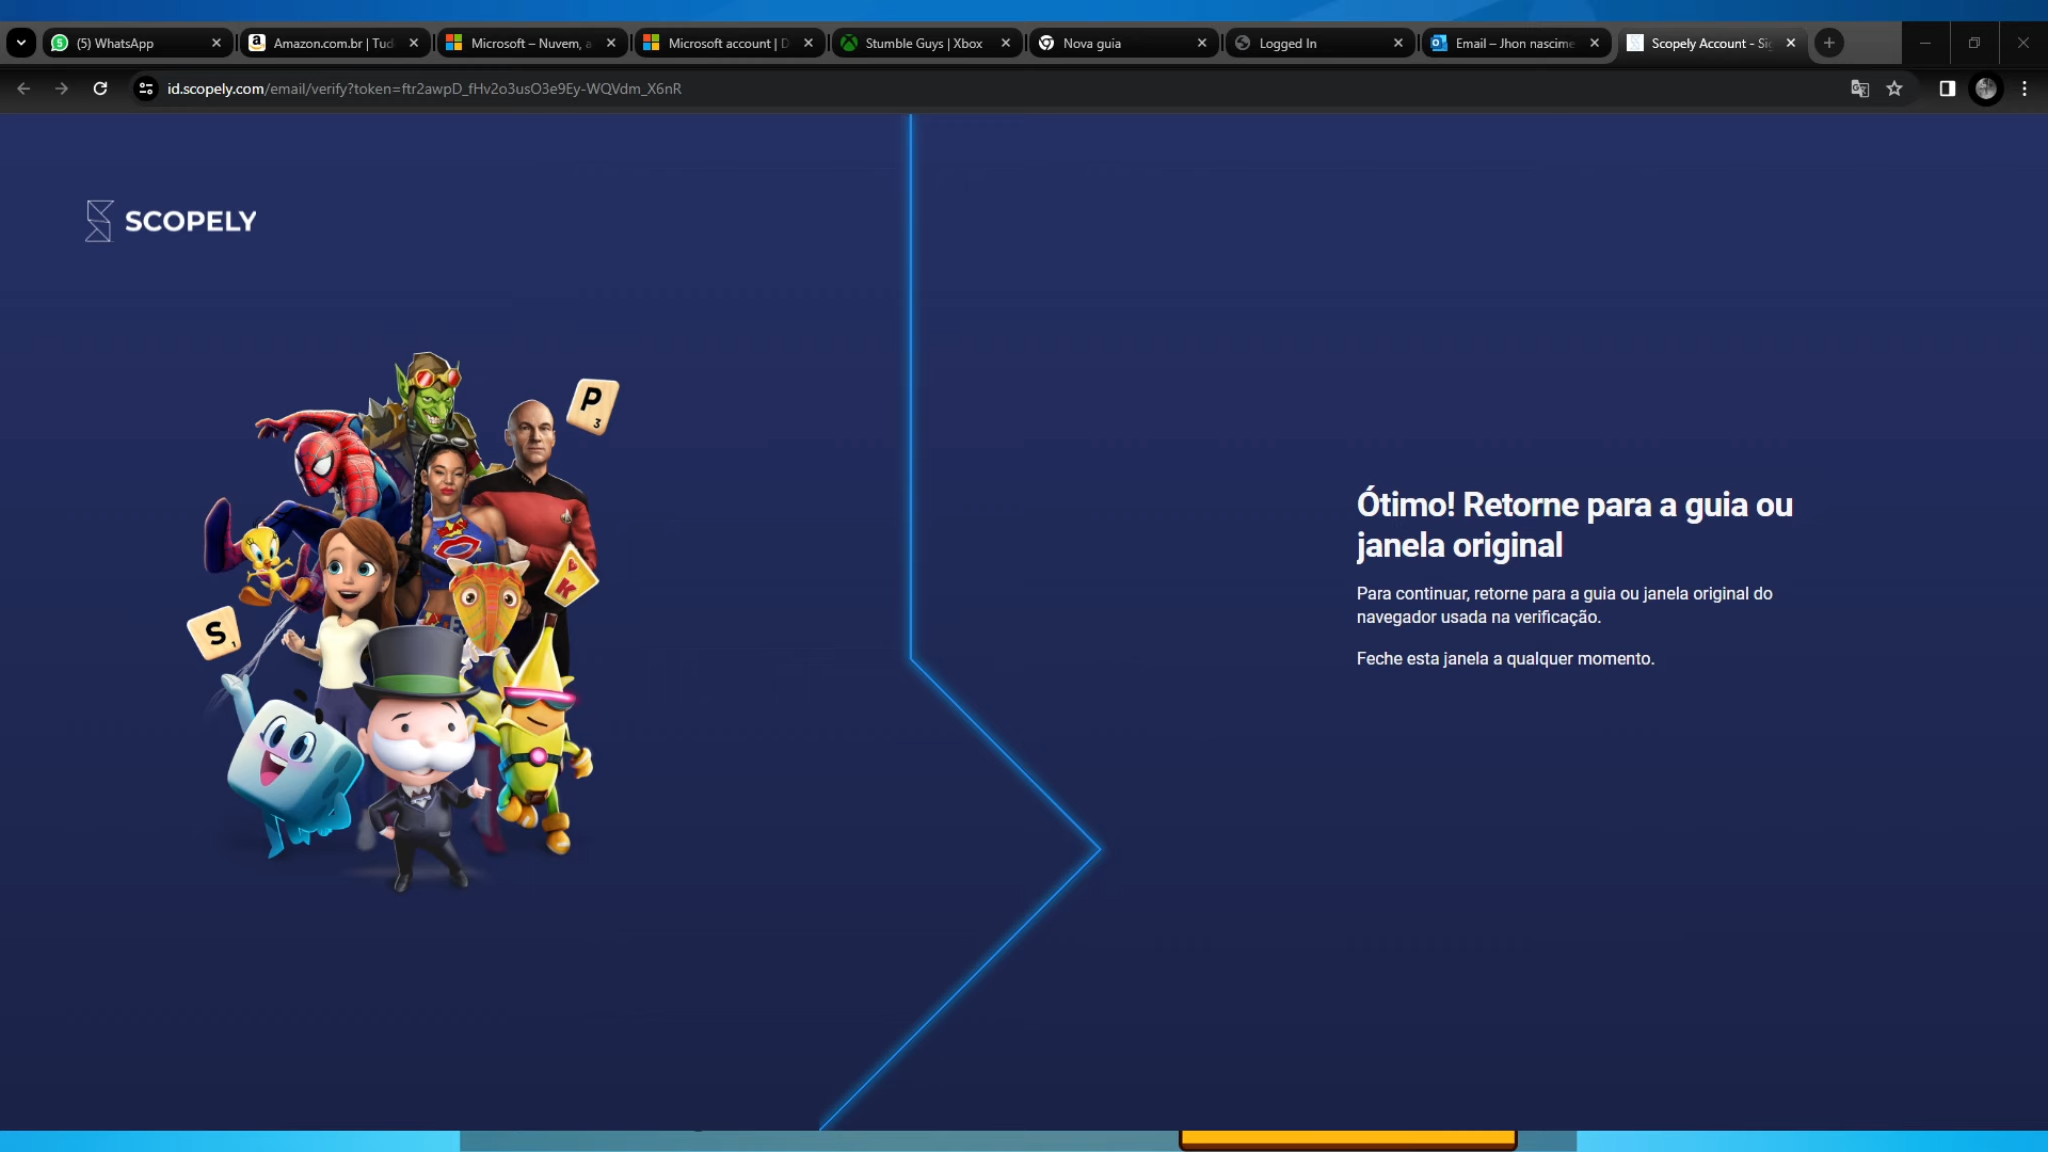 (5) WhatsApp
Amazon.com.br | Tud
Microsoft – Nuvem, a
Microsoft account | D
Stumble Guys | Xbox
Nova guia
Logged In
Email – Jhon nascime
Scopely Account - Sig
id.scopely.com/email/verify?token=ftr2awpD_fHv2o3usO3e9Ey-WQVdm_X6nR
SCOPELY
P
3
K
S
1
Ótimo! Retorne para a guia ou
janela original
Para continuar, retorne para a guia ou janela original do
navegador usada na verificação.
Feche esta janela a qualquer momento.